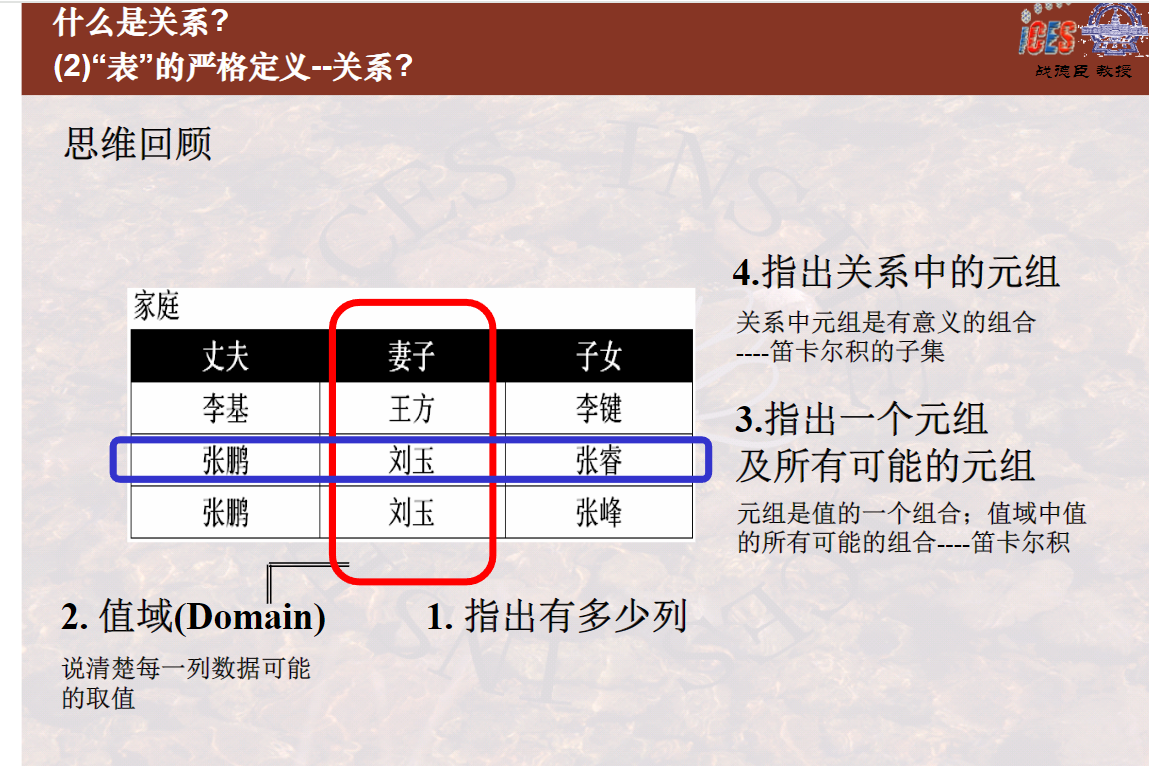 什么是关系?
(2)“表”的严格定义--关系?
iCES
战德臣 教授
思维回顾
家庭
丈夫 妻子 子女
李基 王方 李键
张鹏 刘玉 张睿
张鹏 刘玉 张峰
4.指出关系中的元组
关系中元组是有意义的组合
----笛卡尔积的子集
3.指出一个元组
及所有可能的元组
元组是值的一个组合；值域中值
的所有可能的组合----笛卡尔积
2. 值域(Domain)
说清楚每一列数据可能
的取值
1. 指出有多少列